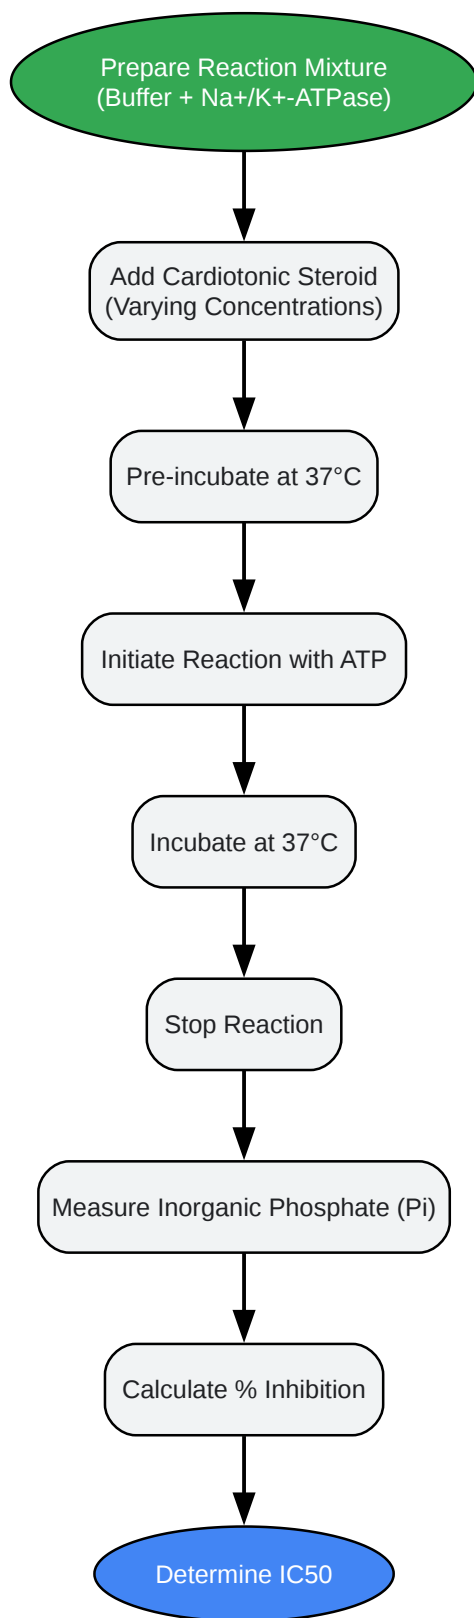 Prepare Reaction Mixture
(Buffer + Na+/K+-ATPase)
Add Cardiotonic Steroid
(Varying Concentrations)
Pre-incubate at 37°C
Initiate Reaction with ATP
Incubate at 37°C
Stop Reaction
Measure Inorganic Phosphate (Pi)
Calculate % Inhibition
Determine IC50